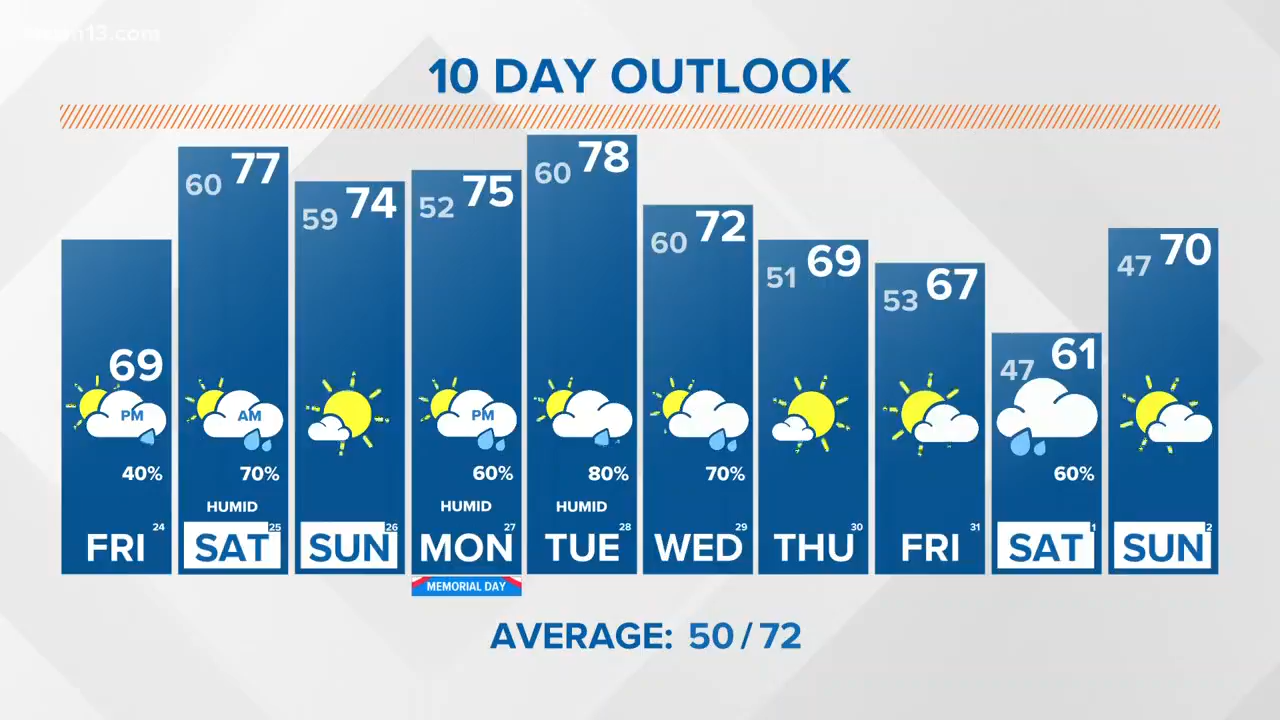 10 DAY OUTLOOK
69
PM
40%
FRI 24
60 77
AM
70%
HUMID
SAT 25
59 74
SUN 26
52 75
PM
60%
HUMID
MON 27
MEMORIAL DAY
60 78
80%
HUMID
TUE 28
60 72
70%
WED 29
51 69
THU 30
53 67
FRI 31
47 61
60%
SAT 1
47 70
SUN 2
AVERAGE: 50 / 72